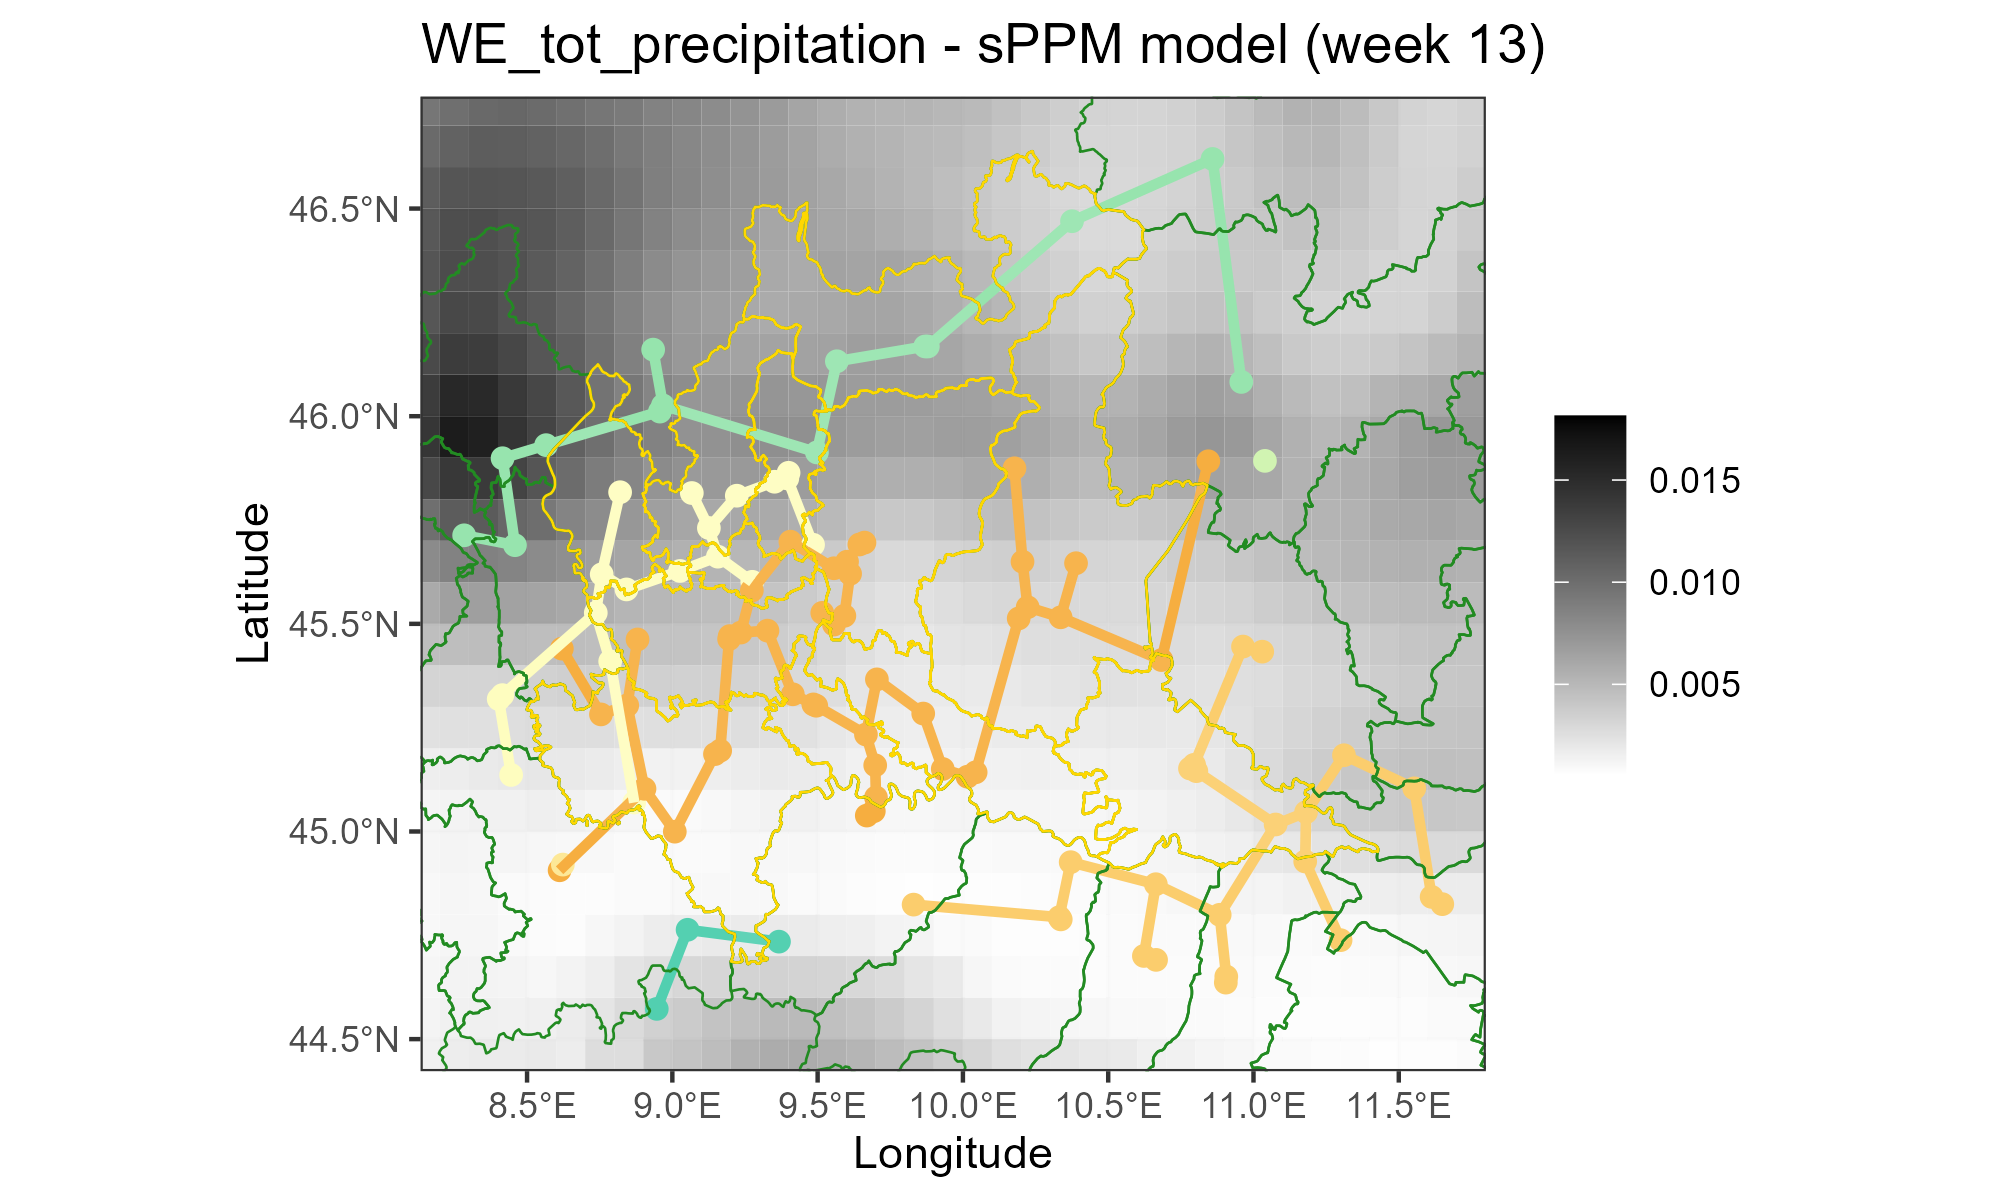 WE_tot_precipitation - sPPM model (week 13)
46.5°N
46.0°N
45.5°N
45.0°N
44.5°N
Latitude
8.5°E
9.0°E
9.5°E
10.0°E
10.5°E
11.0°E
11.5°E
Longitude
0.015
0.010
0.005